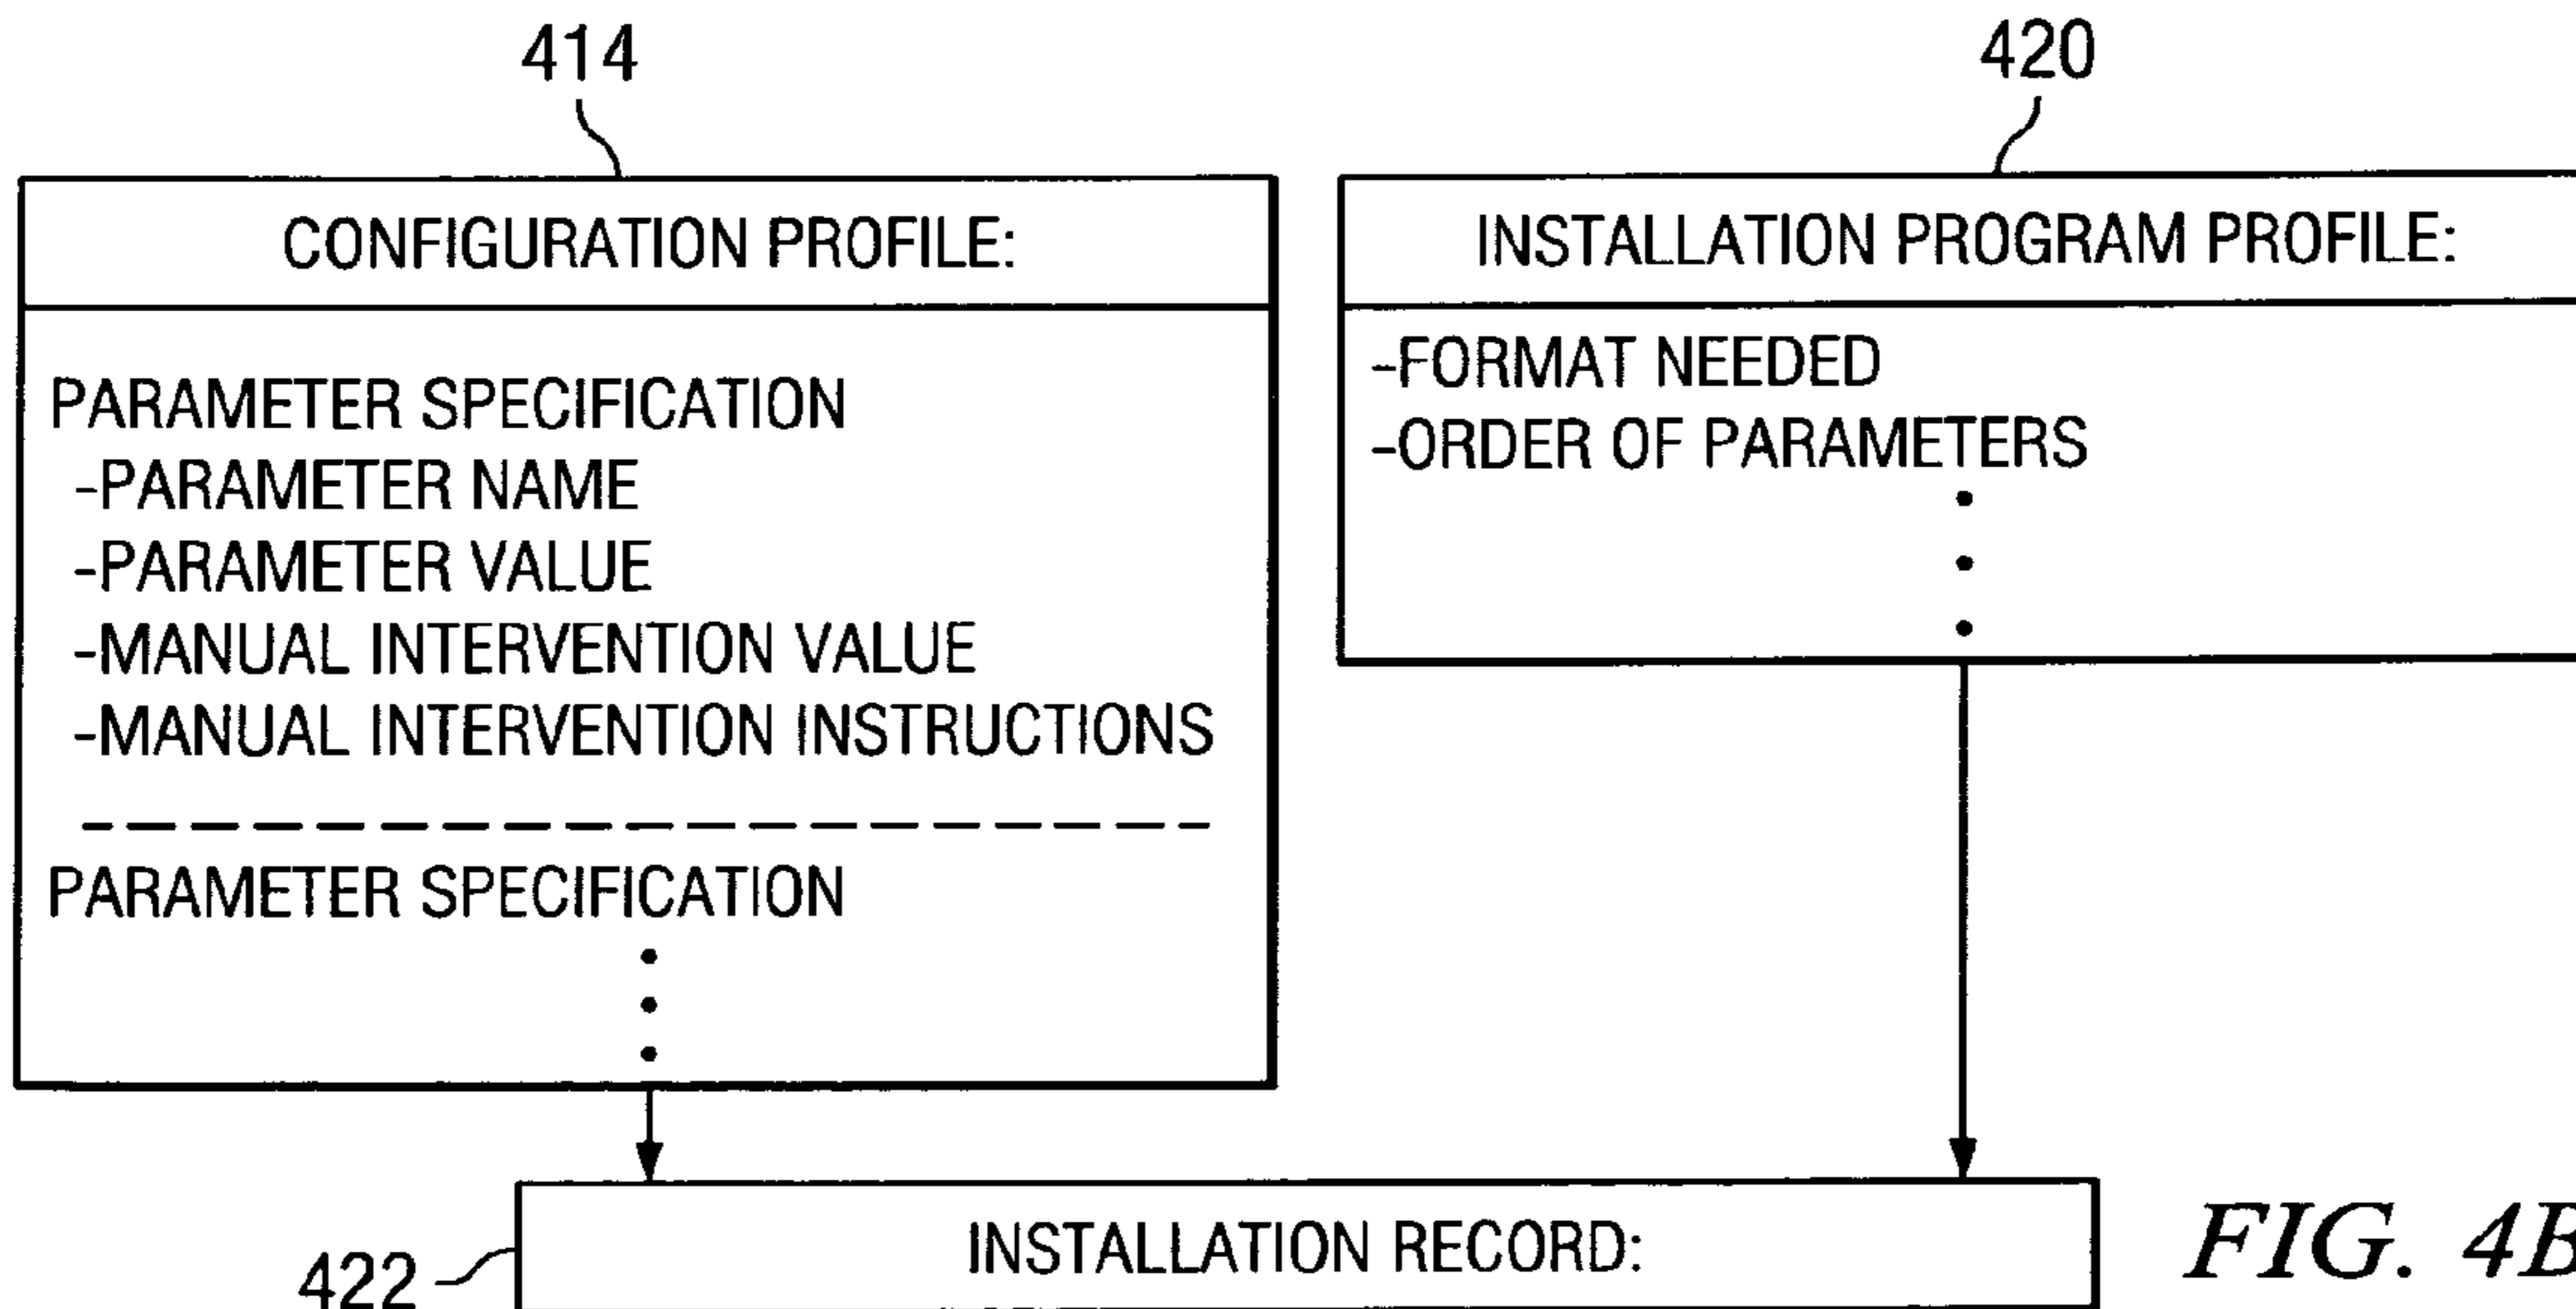 414
CONFIGURATION PROFILE:
PARAMETER SPECIFICATION
-PARAMETER NAME
-PARAMETER VALUE
-MANUAL INTERVENTION VALUE
-MANUAL INTERVENTION INSTRUCTIONS
PARAMETER SPECIFICATION
420
INSTALLATION PROGRAM PROFILE:
-FORMAT NEEDED
-ORDER OF PARAMETERS
422
INSTALLATION RECORD:
FIG. 4B